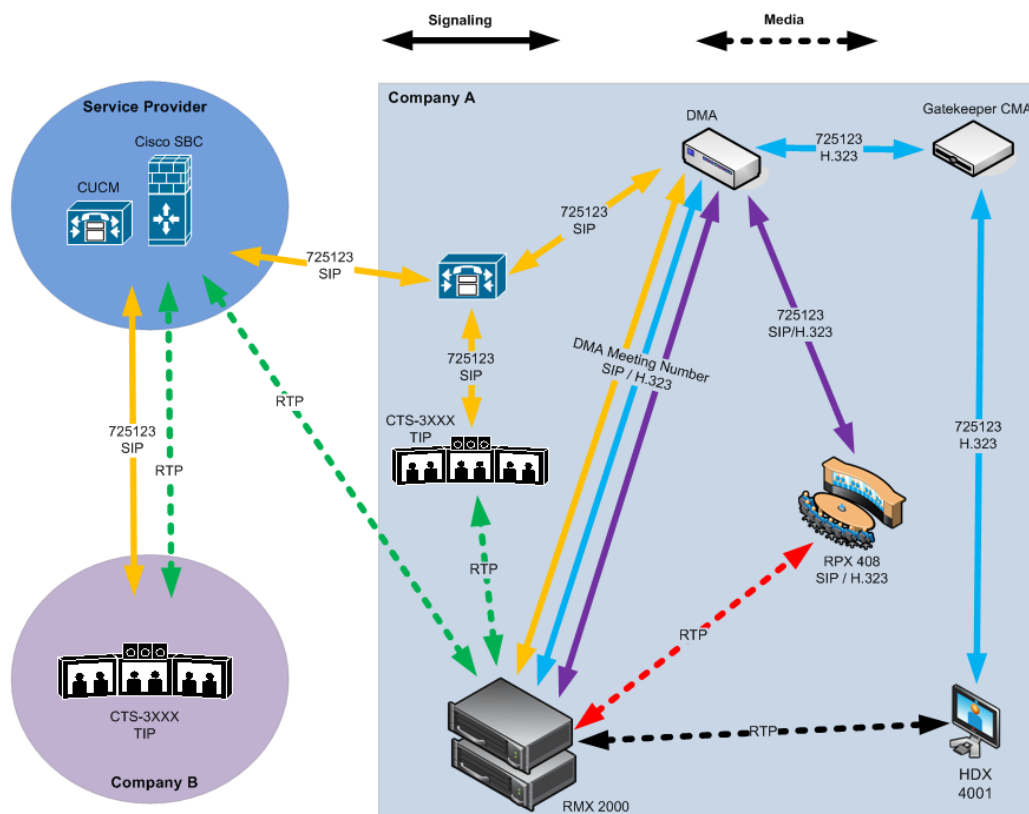 Signaling
Media
Service Provider
Cisco SBC
CUCM
Company A
DMA
Gatekeeper CMA
725123
H.323
725123
SIP
725123
SIP
725123
SIP
725123
SIP/H.323
DMA Meeting Number
SIP / H.323
RTP
CTS-3XXX
TIP
725123
H.323
725123
SIP
RTP
RTP
RPX 408
SIP / H.323
RTP
CTS-3XXX
TIP
Company B
RTP
RMX 2000
HDX
4001